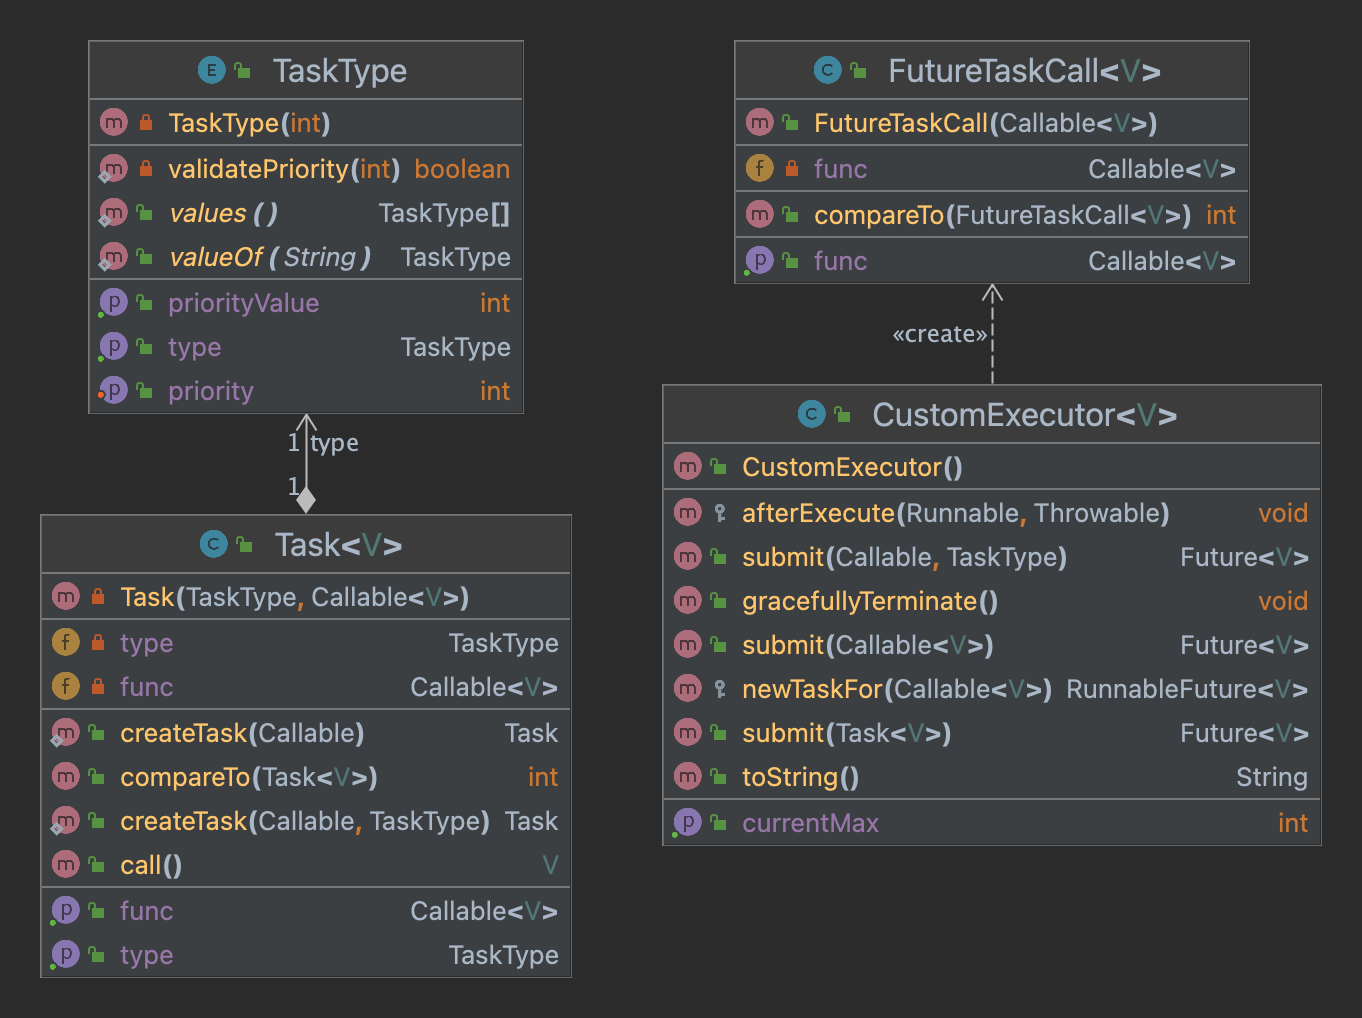 E TaskType
m TaskType(int)
m validatePriority(int) boolean
m values () TaskType[]
m valueOf (String) TaskType
p priorityValue int
p type TaskType
p priority int
1 type
1
C Task<V>
m Task(TaskType, Callable<V>)
f type TaskType
f func Callable<V>
m createTask(Callable) Task
m compareTo(Task<V>) int
m createTask(Callable, TaskType) Task
m call() V
p func Callable<V>
p type TaskType
C FutureTaskCall<V>
m FutureTaskCall(Callable<V>)
f func Callable<V>
m compareTo(FutureTaskCall<V>) int
p func Callable<V>
«create»
C CustomExecutor<V>
m CustomExecutor()
m afterExecute(Runnable, Throwable) void
m submit(Callable, TaskType) Future<V>
m gracefullyTerminate() void
m submit(Callable<V>) Future<V>
m newTaskFor(Callable<V>) RunnableFuture<V>
m submit(Task<V>) Future<V>
m toString() String
p currentMax int